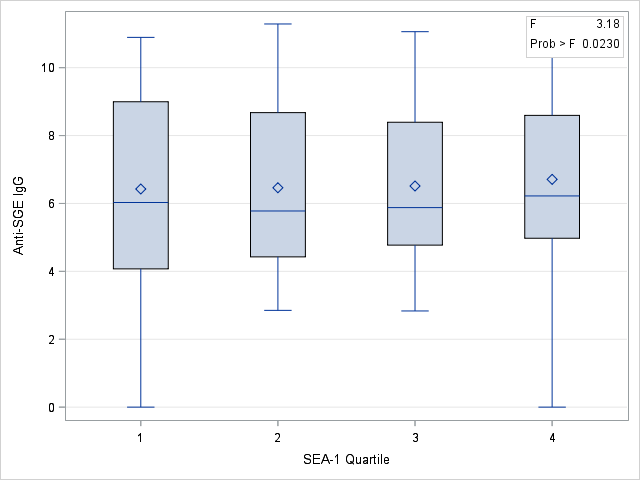 F 3.18
Prob > F 0.0230
10
8
6
4
2
0
Anti-SGE IgG
1 2 3 4
SEA-1 Quartile